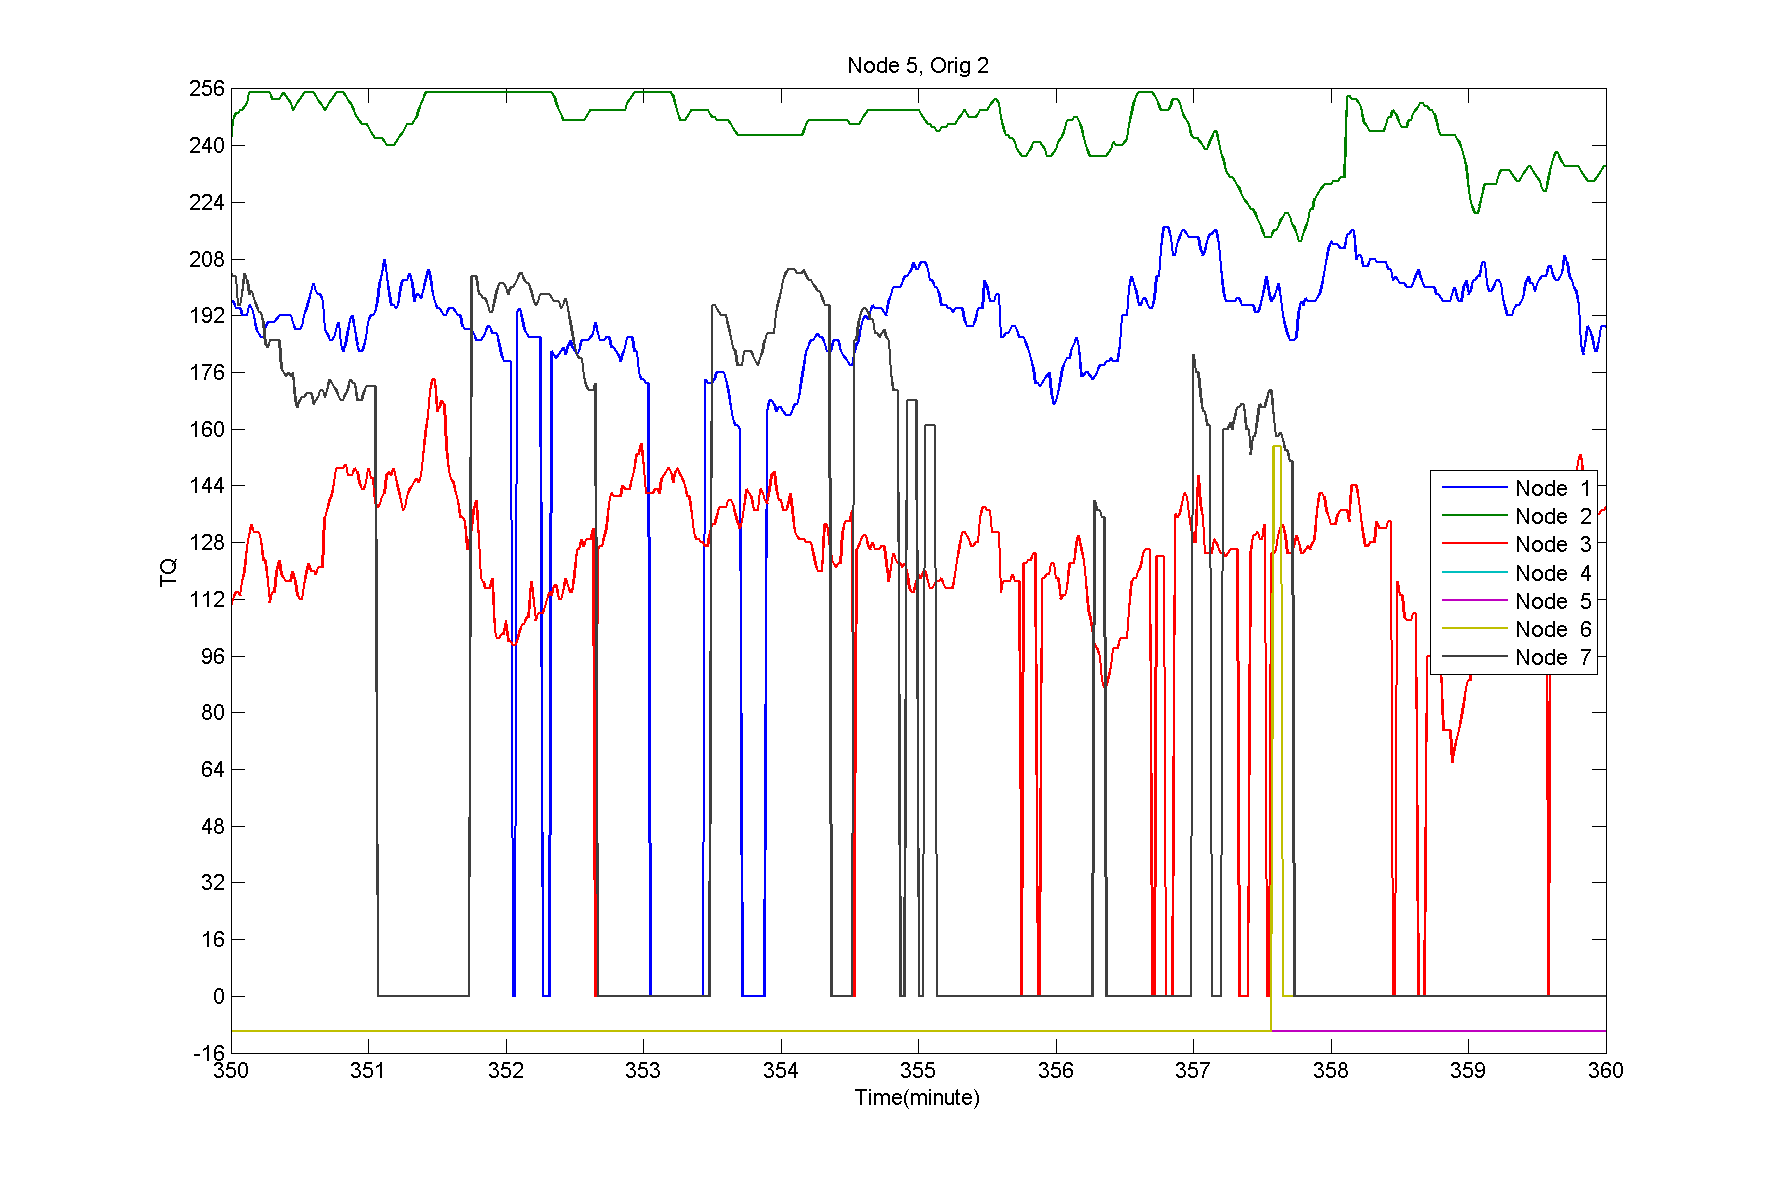 Node 5, Orig 2
256
240
224
208
192
176
160
144
128
112
96
80
64
48
32
16
0
-16
TQ
Node 1
Node 2
Node 3
Node 4
Node 5
Node 6
Node 7
350 351 352 353 354 355 356 357 358 359 360
Time(minute)